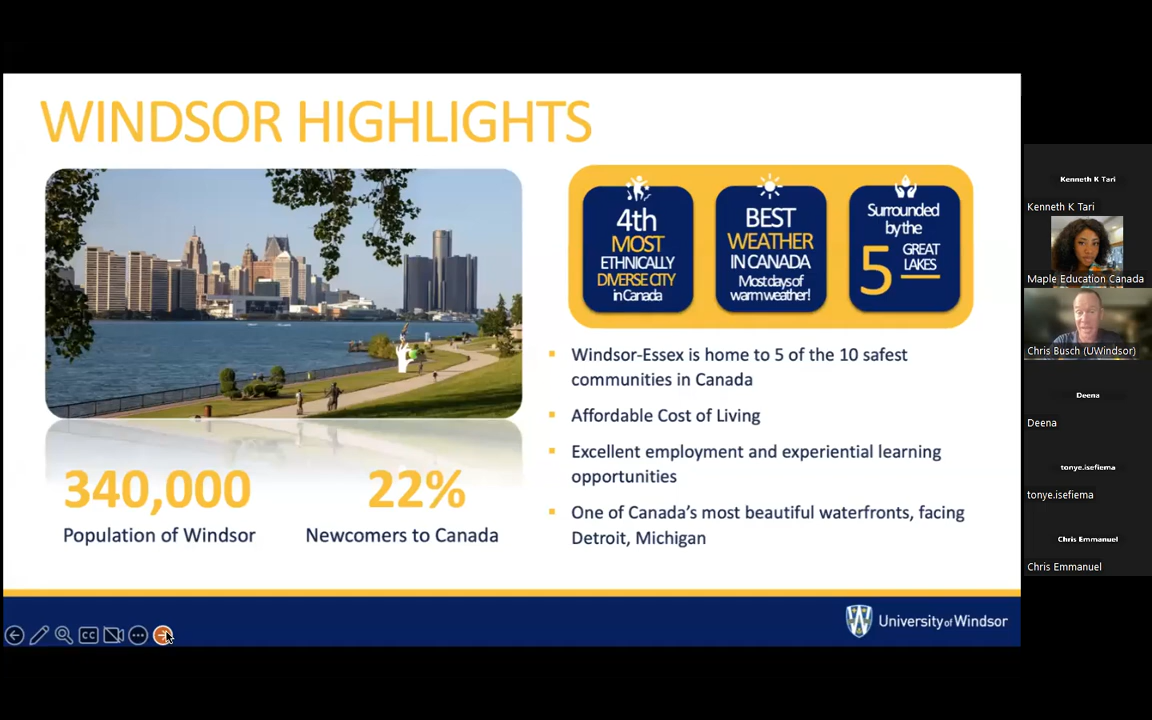 WINDSOR HIGHLIGHTS
4th
MOST
ETHNICALLY
DIVERSE CITY
in Canada
BEST
WEATHER
IN CANADA
Most days of
warm weather!
Surrounded
by the
5 GREAT
LAKES
Windsor-Essex is home to 5 of the 10 safest
communities in Canada
Affordable Cost of Living
Excellent employment and experiential learning
opportunities
One of Canada's most beautiful waterfronts, facing
Detroit, Michigan
340,000
Population of Windsor
22%
Newcomers to Canada
CC
University of Windsor
Kenneth K Tari
Kenneth K Tari
Maple Education Canada
Chris Busch (UWindsor)
Deena
Deena
tonye.isefiema
tonye.isefiema
Chris Emmanuel
Chris Emmanuel